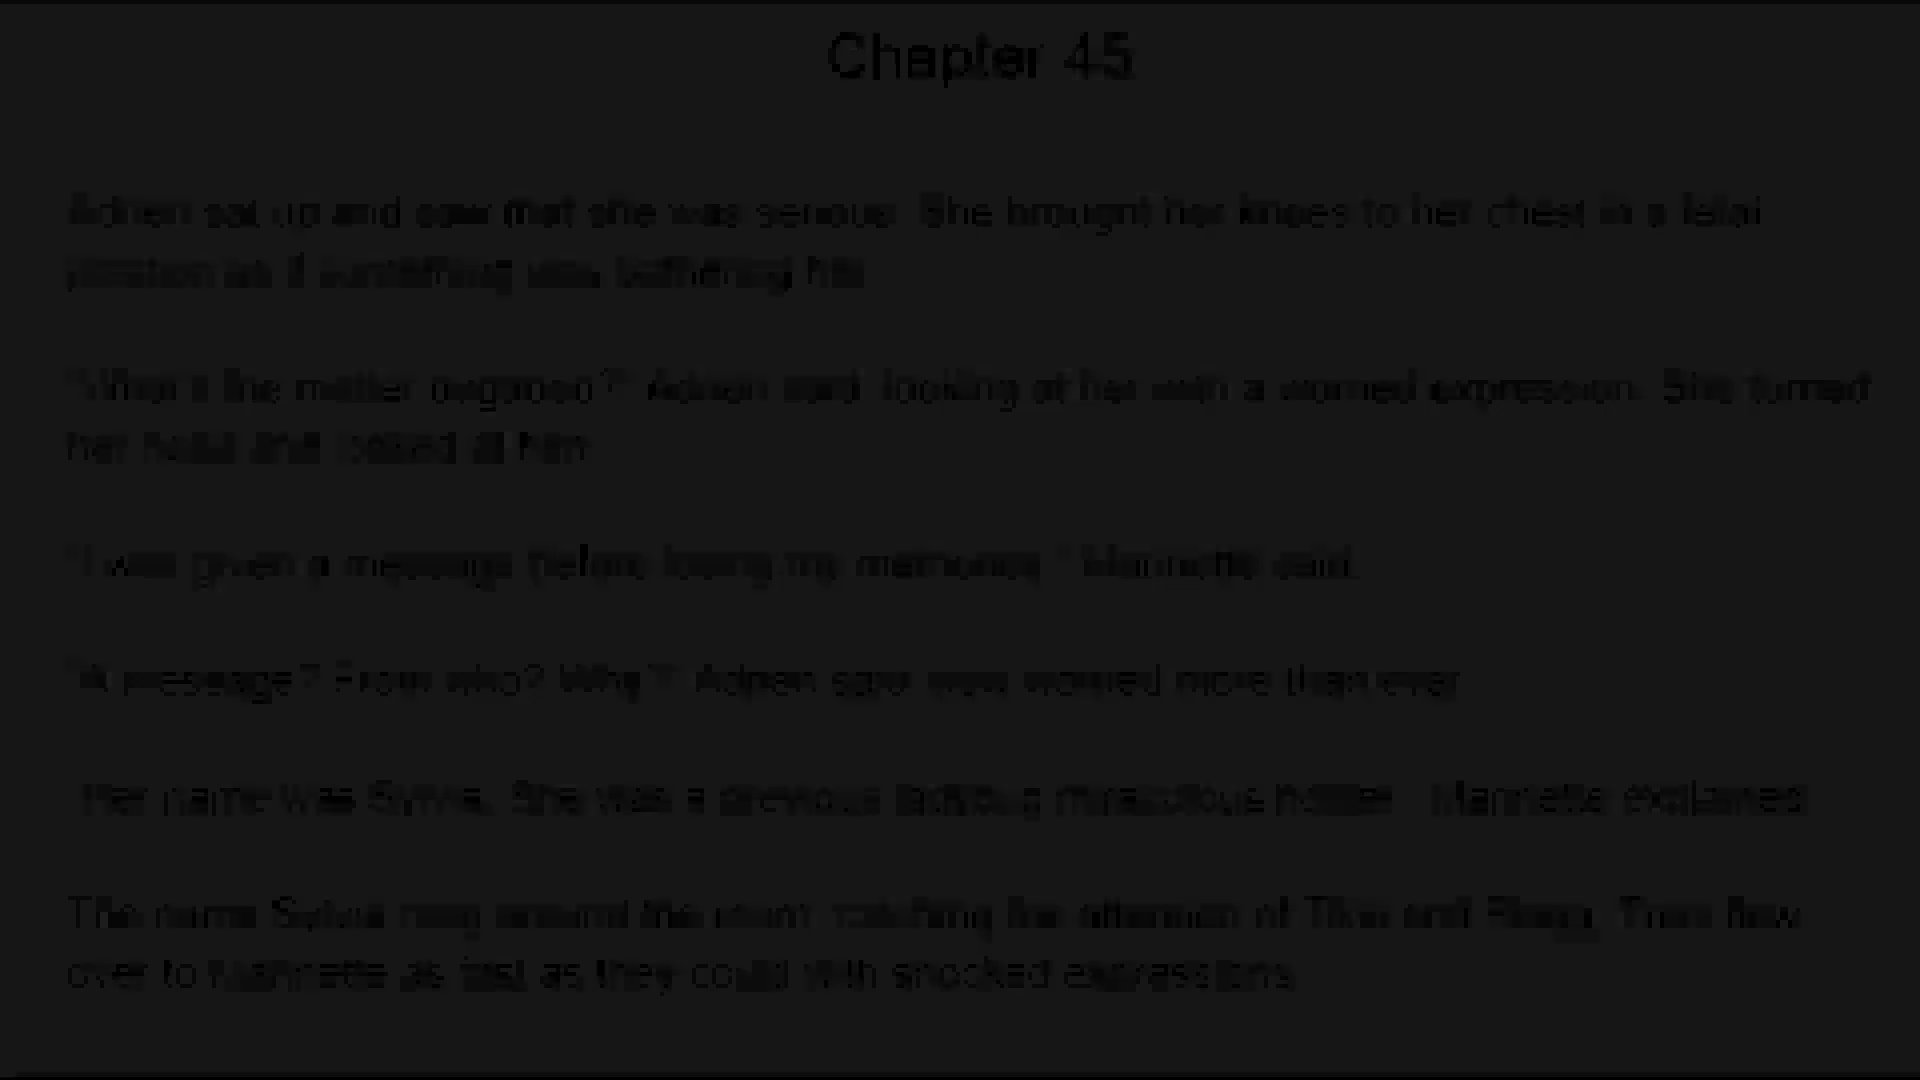 Chapter 45
Adrien sat up and saw that she was serious. She brought her knees to her chest in a fetal
position as if something was bothering her.
"What's the matter bugaboo?" Adrien said, looking at her with a worried expression. She turned
her head and looked at him.
"I was given a message before losing my memories." Marinette said.
"A message? From who? Why?" Adrien said, now worried more than ever.
"Her name was Sylvia. She was a previous ladybug miraculous holder." Marinette explained.
The name Sylvia rang around the room, catching the attention of Tikki and Plagg. They flew
over to Marinette as fast as they could with shocked expressions.